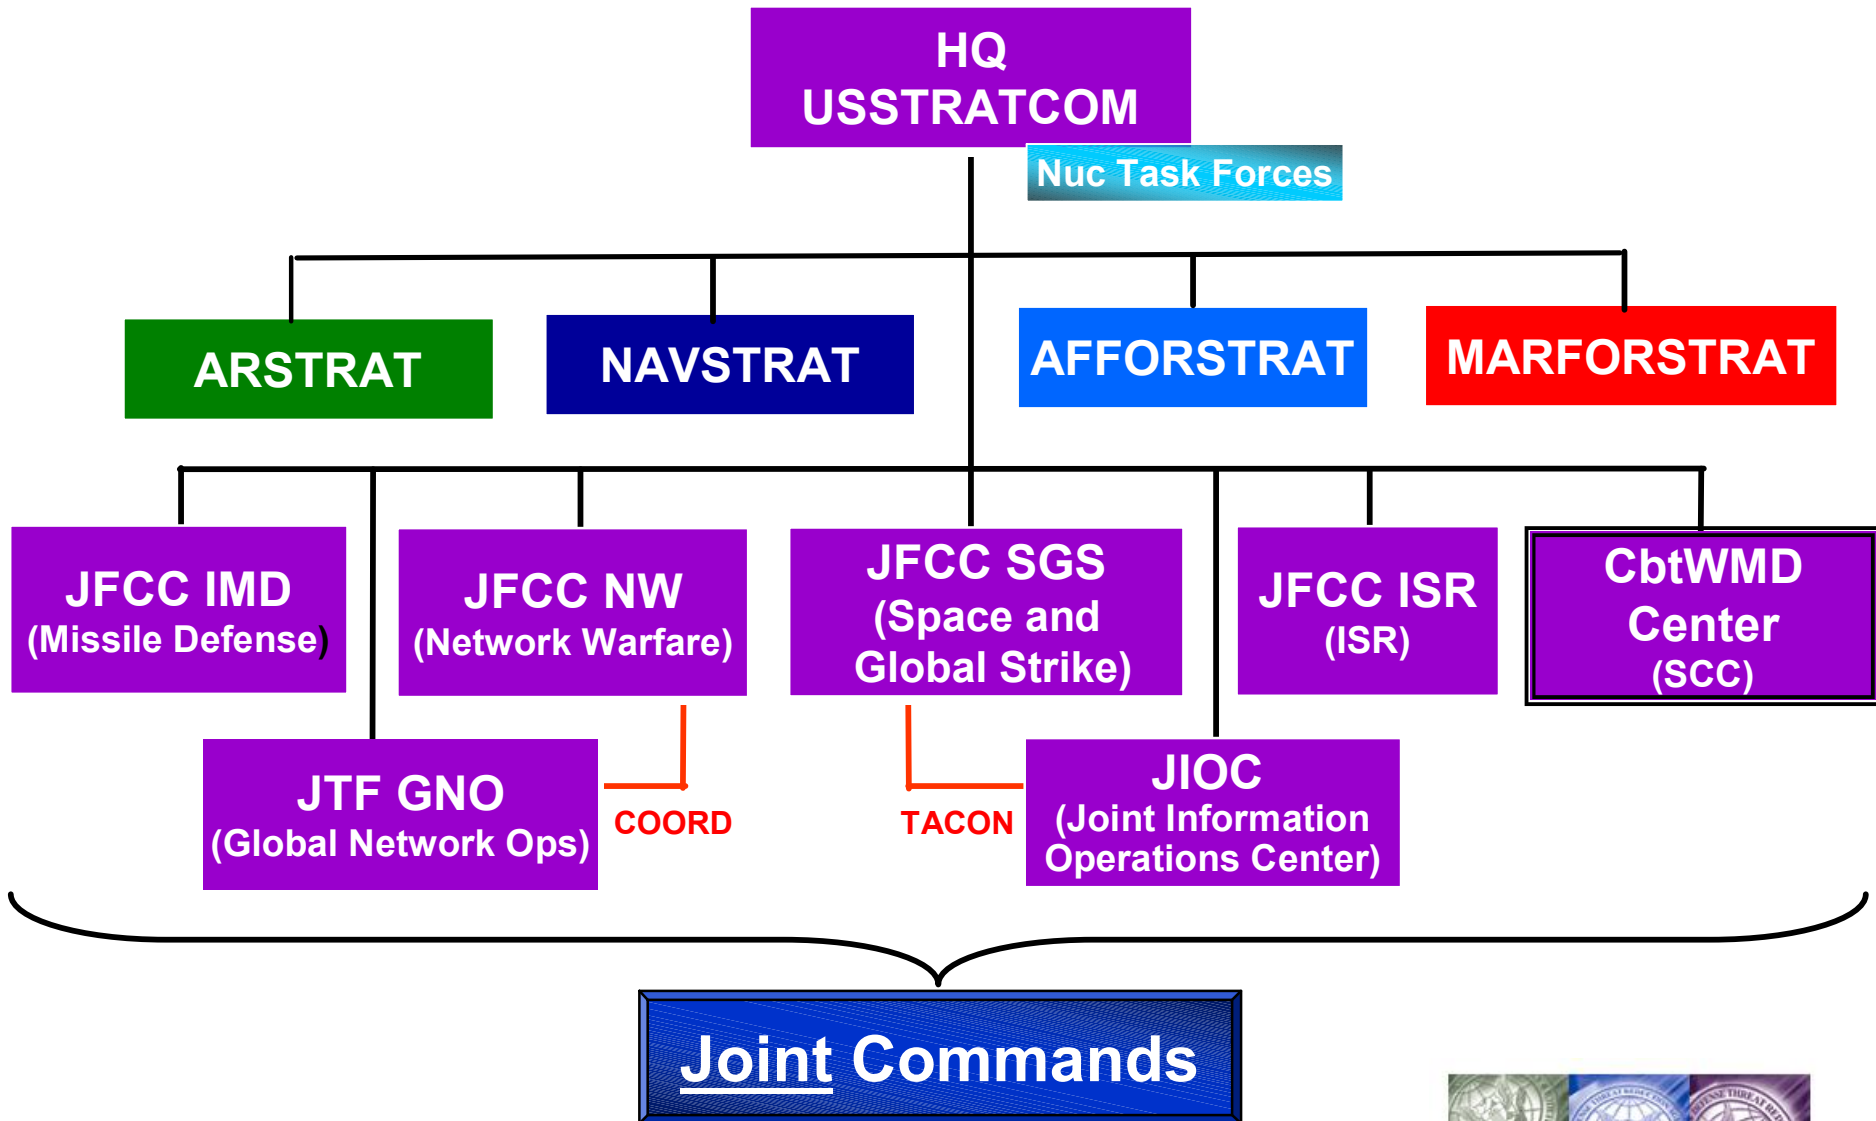 HQ
USSTRATCOM
Nuc Task Forces
ARSTRAT
NAVSTRAT
AFFORSTRAT
MARFORSTRAT
JFCC IMD
(Missile Defense)
JFCC NW
(Network Warfare)
JFCC SGS
(Space and
Global Strike)
JFCC ISR
(ISR)
CbtWMD
Center
(SCC)
JTF GNO
(Global Network Ops)
COORD
TACON
JIOC
(Joint Information
Operations Center)
Joint Commands